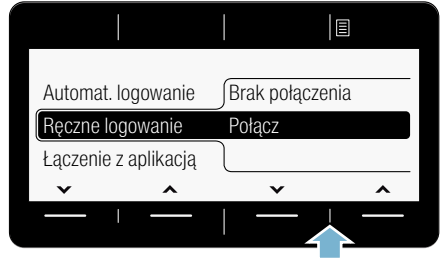 Automat. logowanie Brak połączenia
Ręczne logowanie Połącz
Łączenie z aplikacją